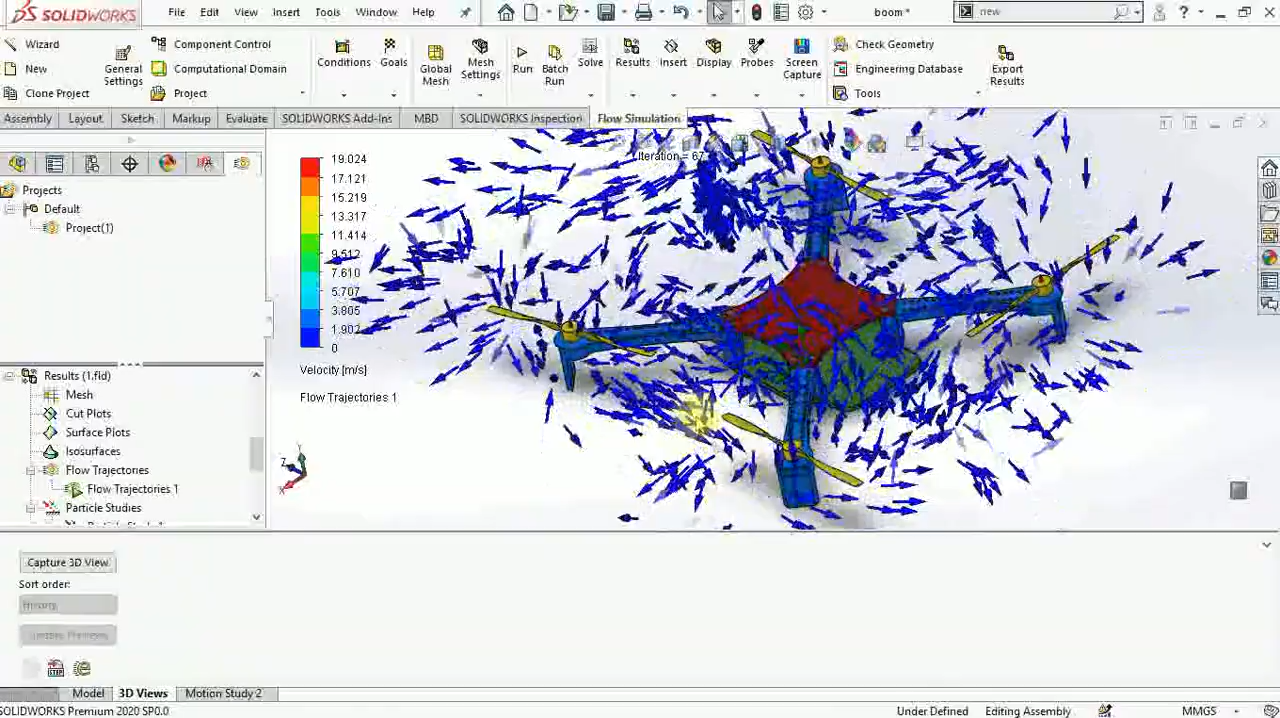 SOLIDWORKS File Edit View Insert Tools Window Help boom * new ?
Wizard
New
Clone Project
General Settings
Component Control
Computational Domain
Project
Conditions
Goals
Global Mesh
Mesh Settings
Run
Batch Run
Solve
Results
Insert
Display
Probes
Screen Capture
Check Geometry
Engineering Database
Tools
Export Results
Assembly Layout Sketch Markup Evaluate SOLIDWORKS Add-Ins MBD SOLIDWORKS Inspection Flow Simulation
Iteration = 67
Projects
Default
Project(1)
19.024
17.121
15.219
13.317
11.414
9.512
7.610
5.707
3.805
1.902
0
Velocity [m/s]
Flow Trajectories 1
Y
Z
X
Results (1.fld)
Mesh
Cut Plots
Surface Plots
Isosurfaces
Flow Trajectories
Flow Trajectories 1
Particle Studies
Capture 3D View
Sort order:
Model 3D Views Motion Study 2
SOLIDWORKS Premium 2020 SP0.0 Under Defined Editing Assembly MMGS